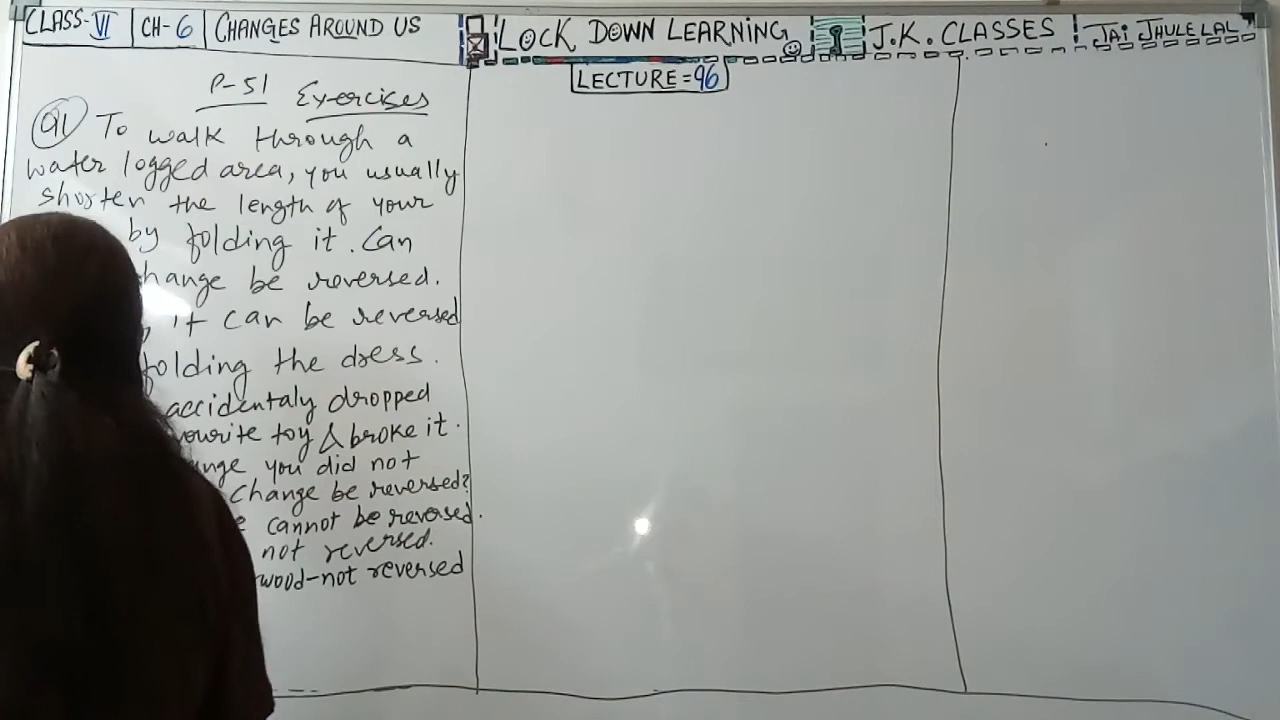 CLASS-VI CH-6 CHANGES AROUND US
LOCK DOWN LEARNING J.K. CLASSES JAI JHULELAL
LECTURE=96
P-51 Exercises
Q1 To walk through a
water logged area, you usually
shorten the length of your
by folding it. Can
hange be reversed.
, it can be reversed
folding the dress.
accidentaly dropped
vourite toy & broke it.
ange you did not
Change be reversed?
e cannot be reversed.
not reversed.
wood-not reversed